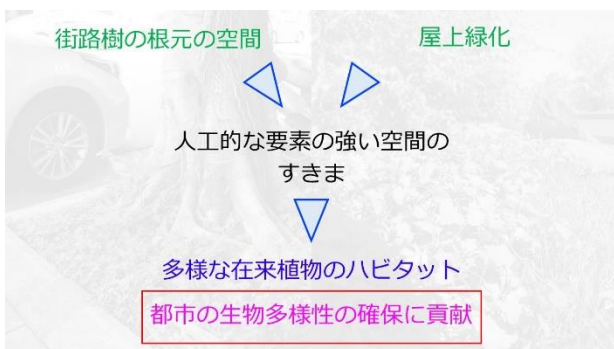 街路樹の根元の空間
屋上緑化
人工的な要素の強い空間の
すきま
多様な在来植物のハビタット
都市の生物多様性の確保に貢献